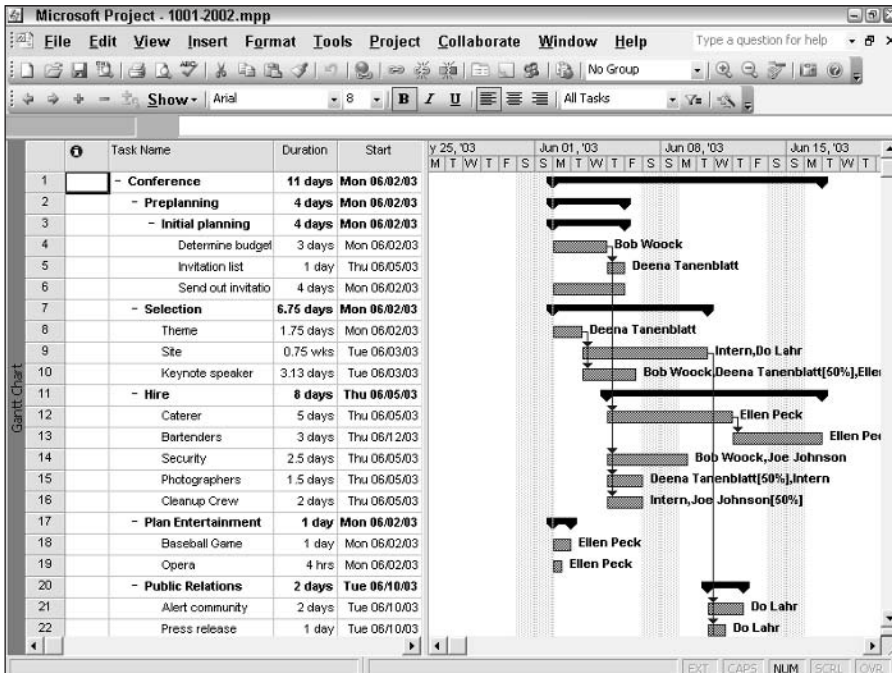 Microsoft Project - 1001-2002.mpp
File Edit View Insert Format Tools Project Collaborate Window Help Type a question for help
No Group
Show Arial 8 B I U All Tasks
Task Name Duration Start y 25, '03 Jun 01, '03 Jun 08, '03 Jun 15, '03
M T W T F S S M T W T F S S M T W T F S S M T W T
1 - Conference 11 days Mon 06/02/03
2 - Preplanning 4 days Mon 06/02/03
3 - Initial planning 4 days Mon 06/02/03
4 Determine budget 3 days Mon 06/02/03 Bob Woock
5 Invitation list 1 day Thu 06/05/03 Deena Tanenblatt
6 Send out invitatio 4 days Mon 06/02/03
7 - Selection 6.75 days Mon 06/02/03
8 Theme 1.75 days Mon 06/02/03 Deena Tanenblatt
9 Site 0.75 wks Tue 06/03/03 Intern,Do Lahr
10 Keynote speaker 3.13 days Tue 06/03/03 Bob Woock,Deena Tanenblatt[50%],Eller
11 - Hire 8 days Thu 06/05/03
12 Caterer 5 days Thu 06/05/03 Ellen Peck
13 Bartenders 3 days Thu 06/12/03 Ellen Pec
14 Security 2.5 days Thu 06/05/03 Bob Woock,Joe Johnson
15 Photographers 1.5 days Thu 06/05/03 Deena Tanenblatt[50%],Intern
16 Cleanup Crew 2 days Thu 06/05/03 Intern,Joe Johnson[50%]
17 - Plan Entertainment 1 day Mon 06/02/03
18 Baseball Game 1 day Mon 06/02/03 Ellen Peck
19 Opera 4 hrs Mon 06/02/03 Ellen Peck
20 - Public Relations 2 days Tue 06/10/03
21 Alert community 2 days Tue 06/10/03 Do Lahr
22 Press release 1 day Tue 06/10/03 Do Lahr
Gantt Chart
EXT CAPS NUM SCRL OVR